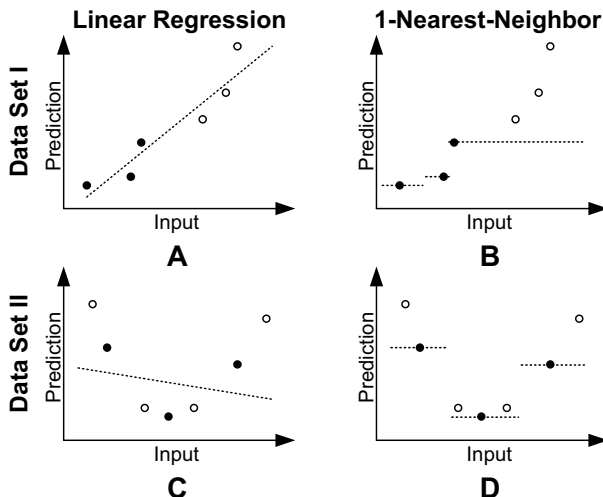 Linear Regression
1-Nearest-Neighbor
Data Set I
Prediction
Input
A
Prediction
Input
B
Data Set II
Prediction
Input
C
Prediction
Input
D